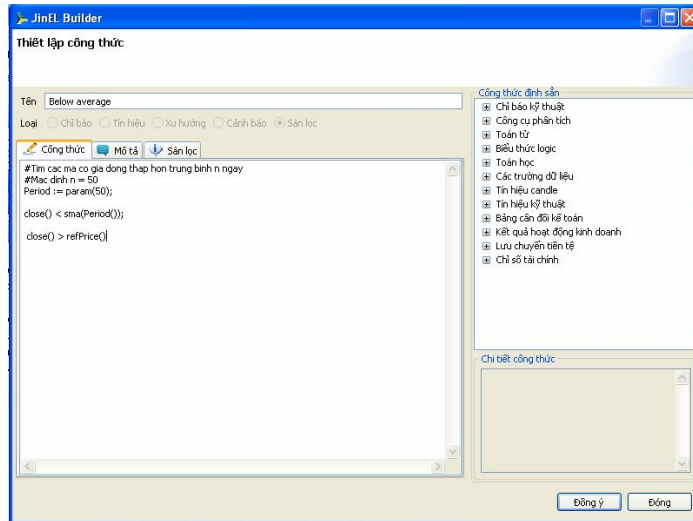 JinEL Builder
Thiết lập công thức
Tên Below average
Loại Chỉ báo Tín hiệu Xu hướng Cảnh báo Sàn lọc
Công thức Mô tả Sàn lọc
#Tim cac ma co gia dong thap hon trung binh n ngay
#Mac dinh n = 50
Period := param(50);
close() < sma(Period());
close() > refPrice()
Công thức định sẵn
Chỉ báo kỹ thuật
Công cụ phân tích
Toán tử
Biểu thức logic
Toán học
Các trường dữ liệu
Tín hiệu candle
Tín hiệu kỹ thuật
Bảng cân đối kế toán
Kết quả hoạt động kinh doanh
Lưu chuyển tiền tệ
Chỉ số tài chính
Chi tiết công thức
Đồng ý Đóng